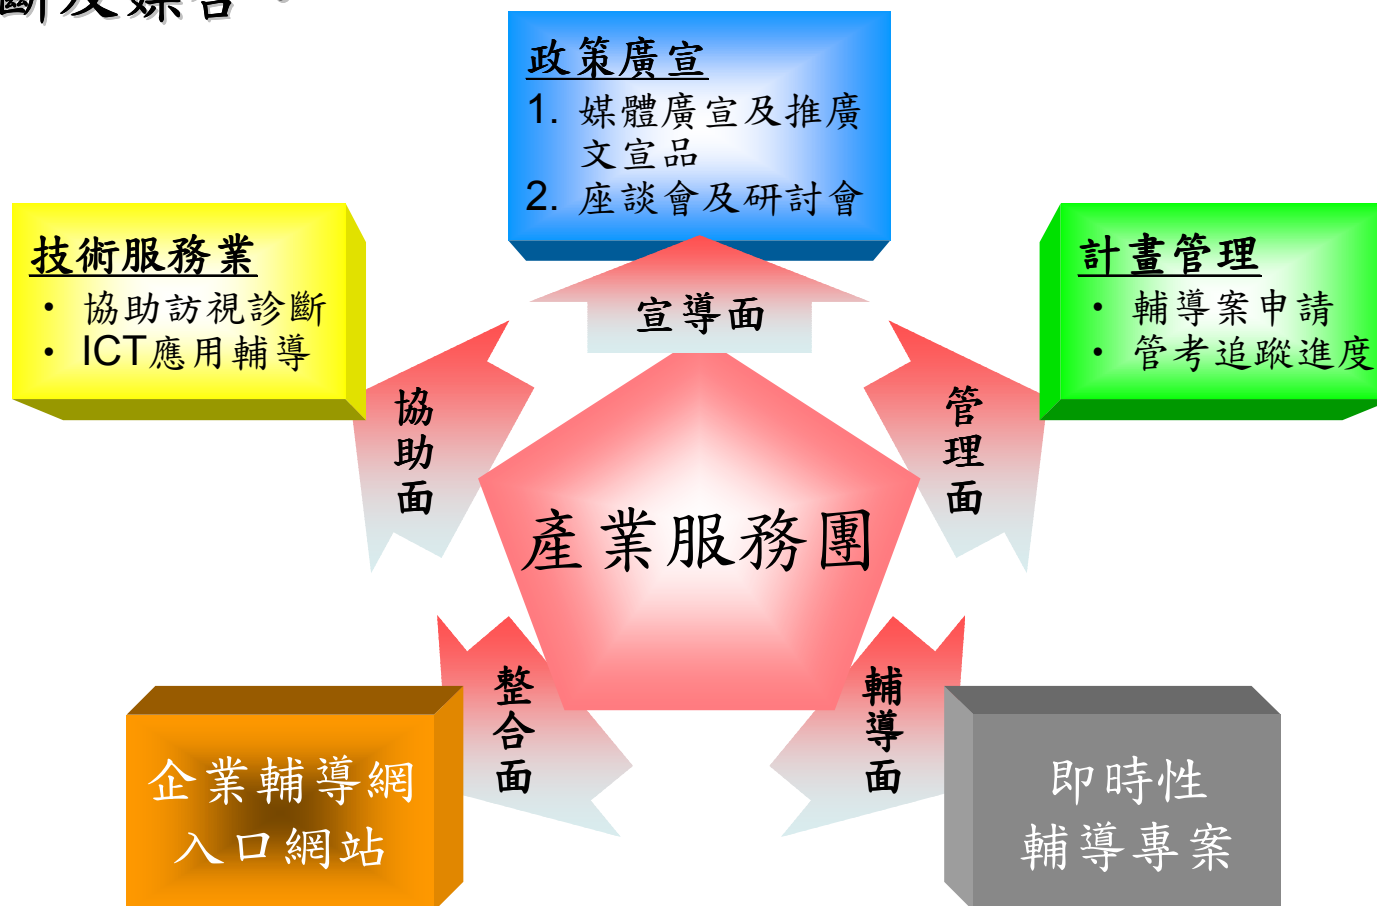 斷及媒合。
政策廣宣
1. 媒體廣宣及推廣
文宣品
2. 座談會及研討會
技術服務業
• 協助訪視診斷
• ICT應用輔導
計畫管理
• 輔導案申請
• 管考追蹤進度
宣導面
協助面
管理面
產業服務團
整合面
輔導面
企業輔導網
入口網站
即時性
輔導專案